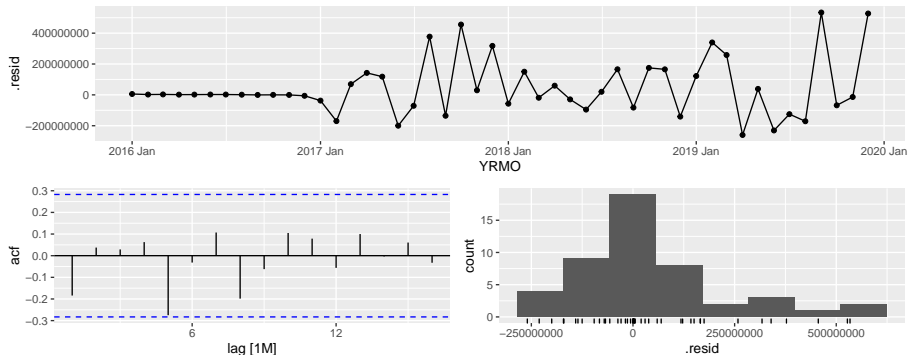 400000000
200000000
0
−200000000
.resid
2016 Jan
2017 Jan
2018 Jan
2019 Jan
2020 Jan
YRMO
0.3
0.2
0.1
0.0
−0.1
−0.2
−0.3
acf
6
12
lag [1M]
15
10
5
0
count
−250000000
0
250000000
500000000
.resid